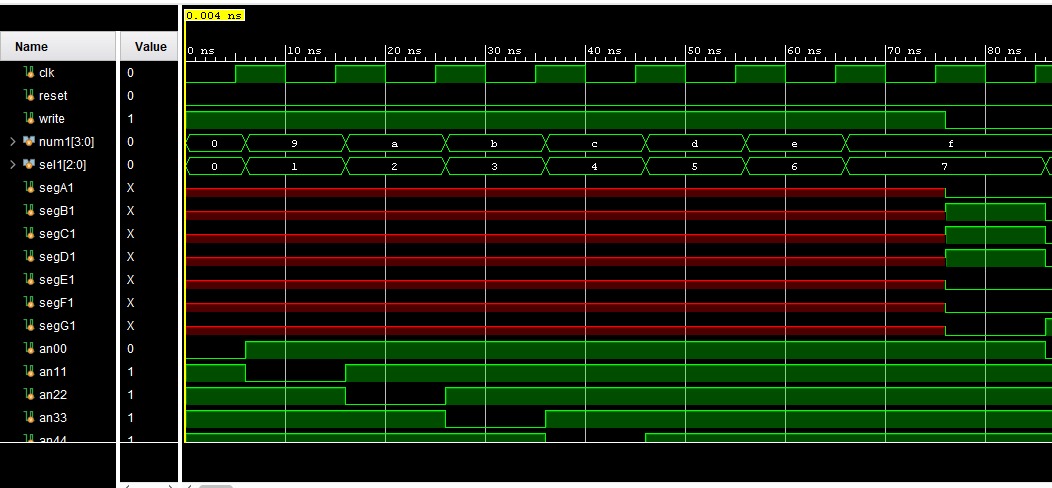 0.004 ns
Name Value 0 ns 10 ns 20 ns 30 ns 40 ns 50 ns 60 ns 70 ns 80 ns
clk 0
reset 0
write 1
num1[3:0] 0 0 9 a b c d e f
sel1[2:0] 0 0 1 2 3 4 5 6 7
segA1 X
segB1 X
segC1 X
segD1 X
segE1 X
segF1 X
segG1 X
an00 0
an11 1
an22 1
an33 1
an44 1